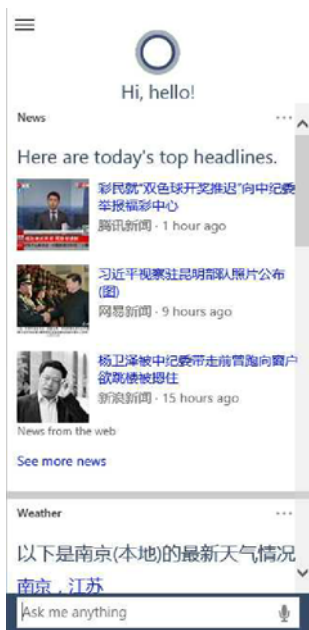 Hi, hello!
News
Here are today's top headlines.
彩民就“双色球开奖推迟”向中纪委
举报福彩中心
腾讯新闻 · 1 hour ago
习近平视察驻昆明部队照片公布
(图)
网易新闻 · 9 hours ago
杨卫泽被中纪委带走前曾跑向窗户
欲跳楼被摁住
新浪新闻 · 15 hours ago
News from the web
See more news
Weather
以下是南京(本地)的最新天气情况
南京，江苏
Ask me anything